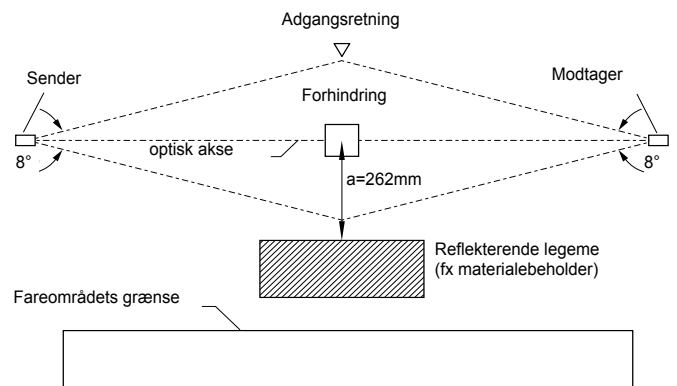 Adgangsretning
Sender
Modtager
Forhindring
optisk akse
8°
8°
a=262mm
Reflekterende legeme
(fx materialebeholder)
Fareområdets grænse